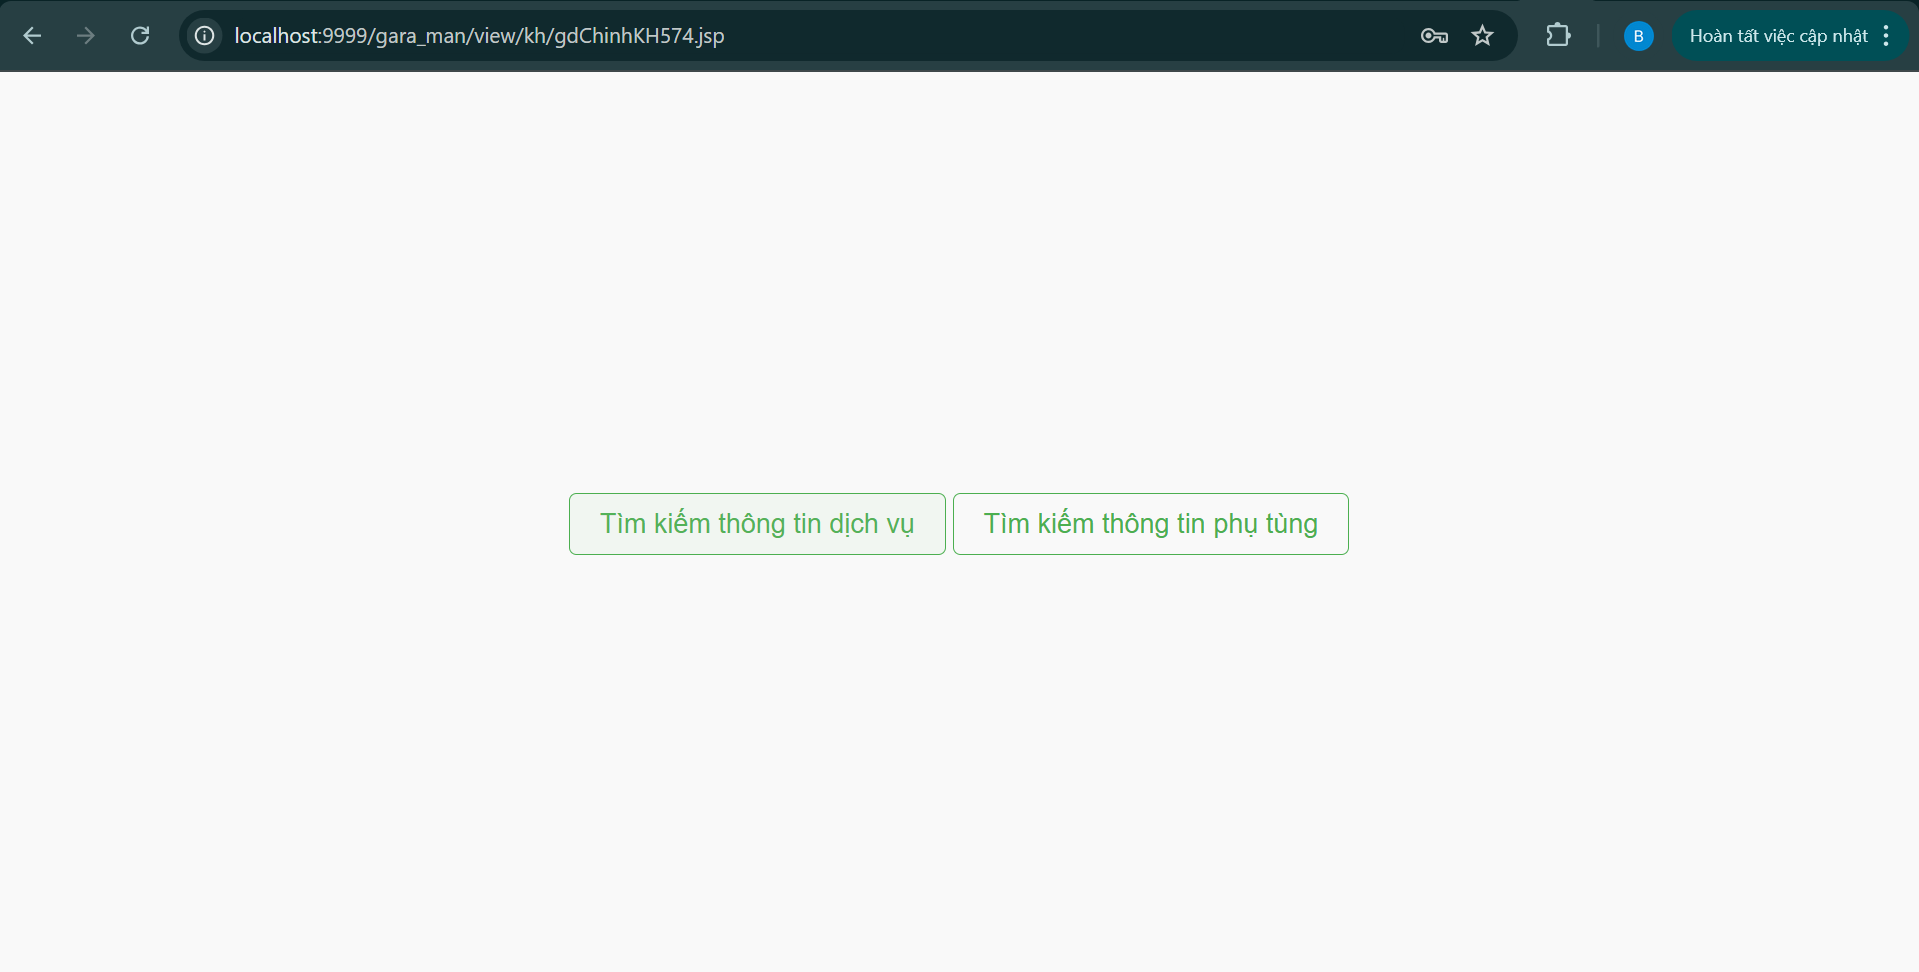 localhost:9999/gara_man/view/kh/gdChinhKH574.jsp
B
Hoàn tất việc cập nhật
Tìm kiếm thông tin dịch vụ
Tìm kiếm thông tin phụ tùng